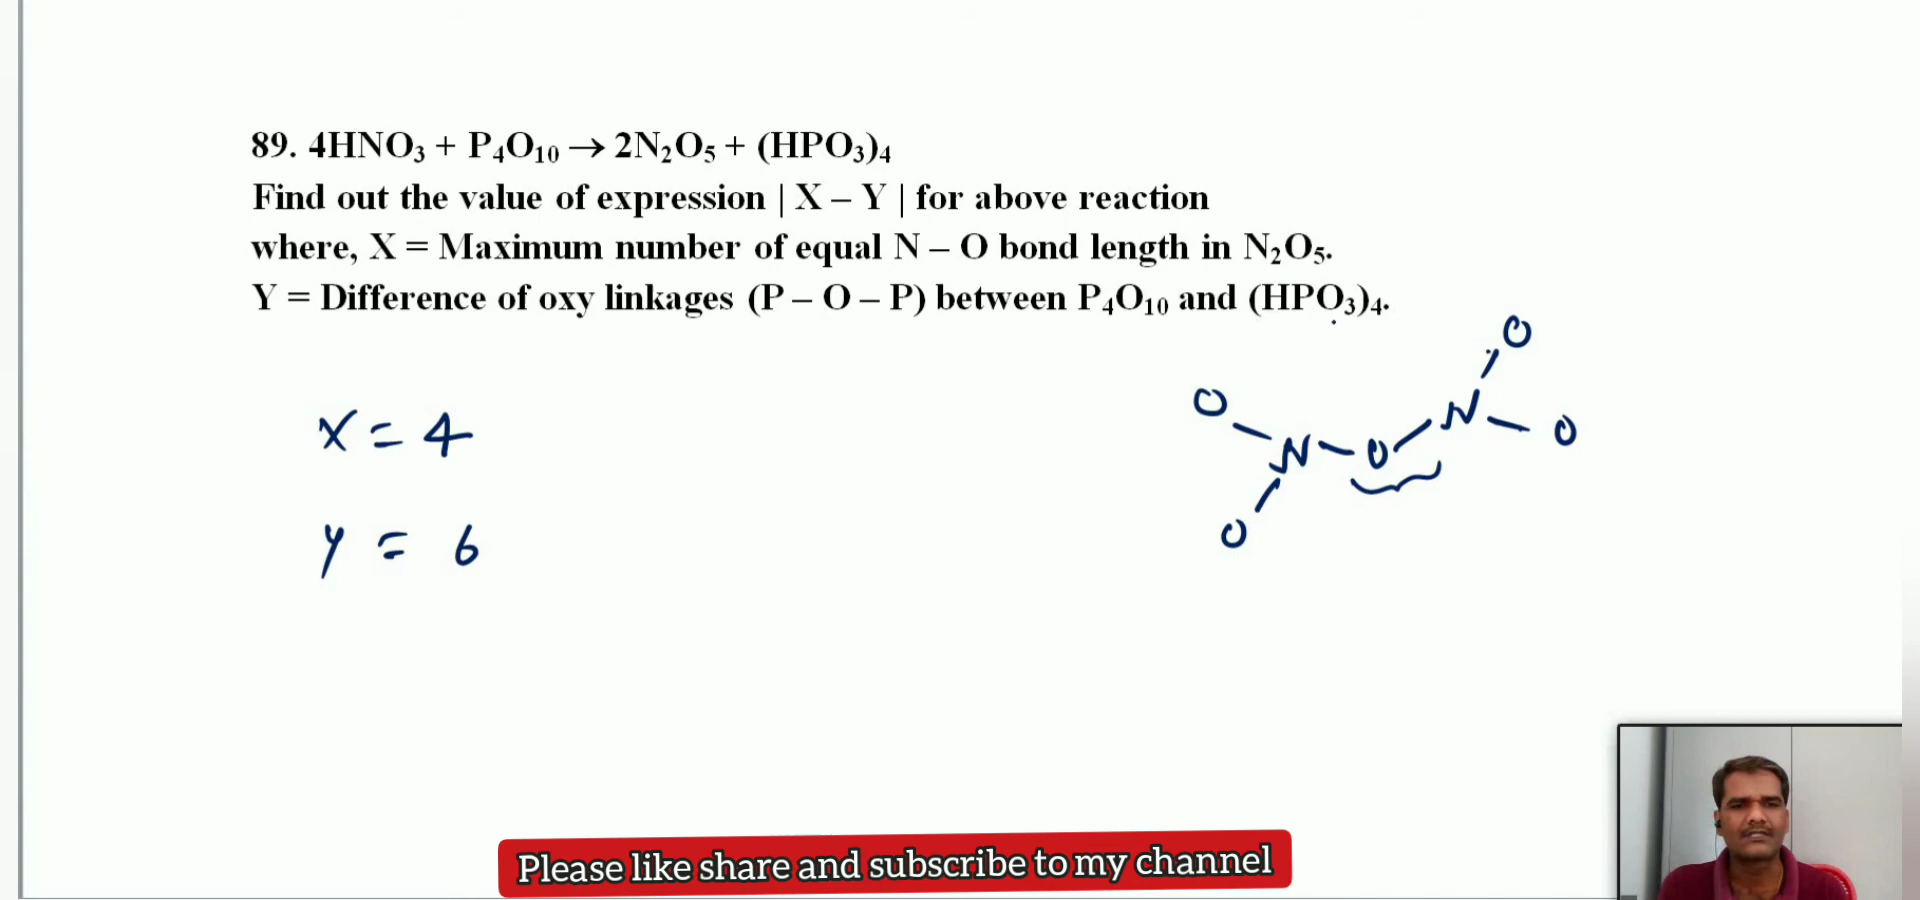 89. 4HNO₃ + P₄O₁₀ → 2N₂O₅ + (HPO₃)₄
Find out the value of expression | X – Y | for above reaction
where, X = Maximum number of equal N – O bond length in N₂O₅.
Y = Difference of oxy linkages (P – O – P) between P₄O₁₀ and (HPO₃)₄.
O
O
N – O – N – O
O
X = 4
Y = 6
Please like share and subscribe to my channel